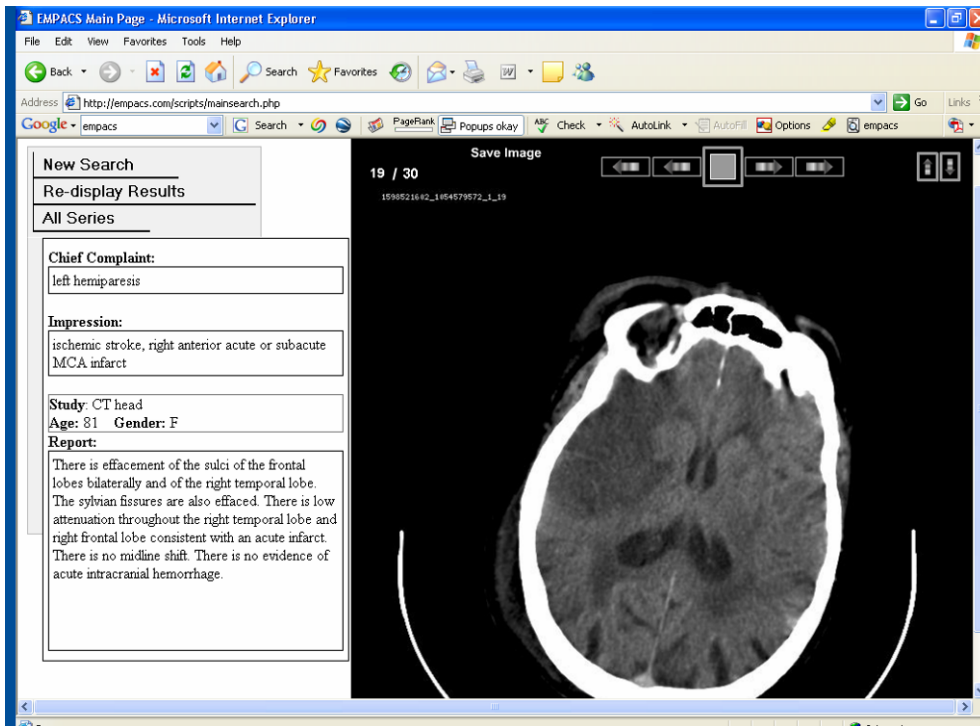 EMPACS Main Page - Microsoft Internet Explorer
File Edit View Favorites Tools Help
Back Search Favorites
Address http://empacs.com/scripts/mainsearch.php Go Links
Google empacs Search PageRank Popups okay ABC Check AutoLink AutoFill Options empacs
New Search
Re-display Results
All Series
Chief Complaint:
left hemiparesis
Impression:
ischemic stroke, right anterior acute or subacute
MCA infarct
Study: CT head
Age: 81 Gender: F
Report:
There is effacement of the sulci of the frontal
lobes bilaterally and of the right temporal lobe.
The sylvian fissures are also effaced. There is low
attenuation throughout the right temporal lobe and
right frontal lobe consistent with an acute infarct.
There is no midline shift. There is no evidence of
acute intracranial hemorrhage.
Save Image
19 / 30